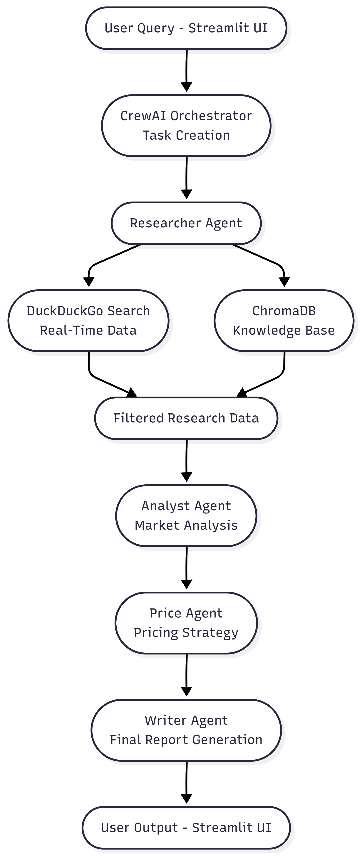 User Query - Streamlit UI
CrewAI Orchestrator
Task Creation
Researcher Agent
DuckDuckGo Search
Real-Time Data
ChromaDB
Knowledge Base
Filtered Research Data
Analyst Agent
Market Analysis
Price Agent
Pricing Strategy
Writer Agent
Final Report Generation
User Output - Streamlit UI